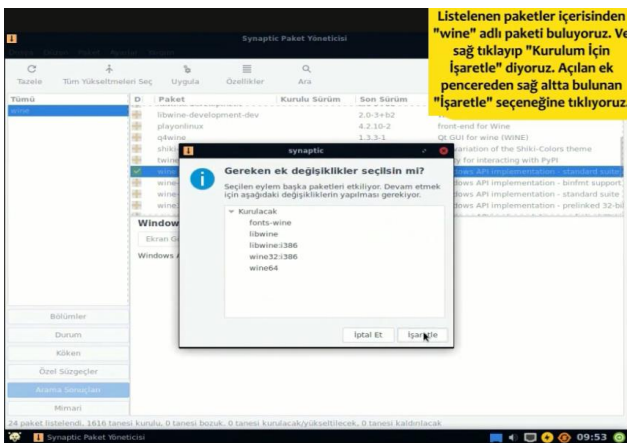 Listelenen paketler içerisinden
"wine" adlı paketi buluyoruz. Ve
sağ tıklayıp "Kurulum İçin
İşaretle" diyoruz. Açılan ek
pencereden sağ altta bulunan
"İşaretle" seçeneğine tıklıyoruz.
Synaptic Paket Yöneticisi
Tazele Tüm Yükseltmeleri Seç Uygula Özellikler Ara
Tümü
D Paket Kurulu Sürüm Son Sürüm
wine
libwine-development-dev 2.0-3+b2
playonlinux 4.2.10-2 front-end for Wine
q4wine 1.3.3-1 Qt GUI for wine (WINE)
variation of the Shiki-Colors theme
for interacting with PyPI
API implementation - standard suite
API implementation - binfmt support
API implementation - standard suite
API implementation - prelinked 32-bi
synaptic
Gereken ek değişiklikler seçilsin mi?
Seçilen eylem başka paketleri etkiliyor. Devam etmek
için aşağıdaki değişikliklerin yapılması gerekiyor.
Kurulacak
fonts-wine
libwine
libwine:i386
wine32:i386
wine64
İptal Et İşaretle
Bölümler
Durum
Köken
Özel Süzgeçler
Arama Sonuçları
Mimari
24 paket listelendi, 1616 tanesi kurulu, 0 tanesi bozuk. 0 tanesi kurulacak/yükseltilecek, 0 tanesi kaldırılacak
Synaptic Paket Yöneticisi 09:53